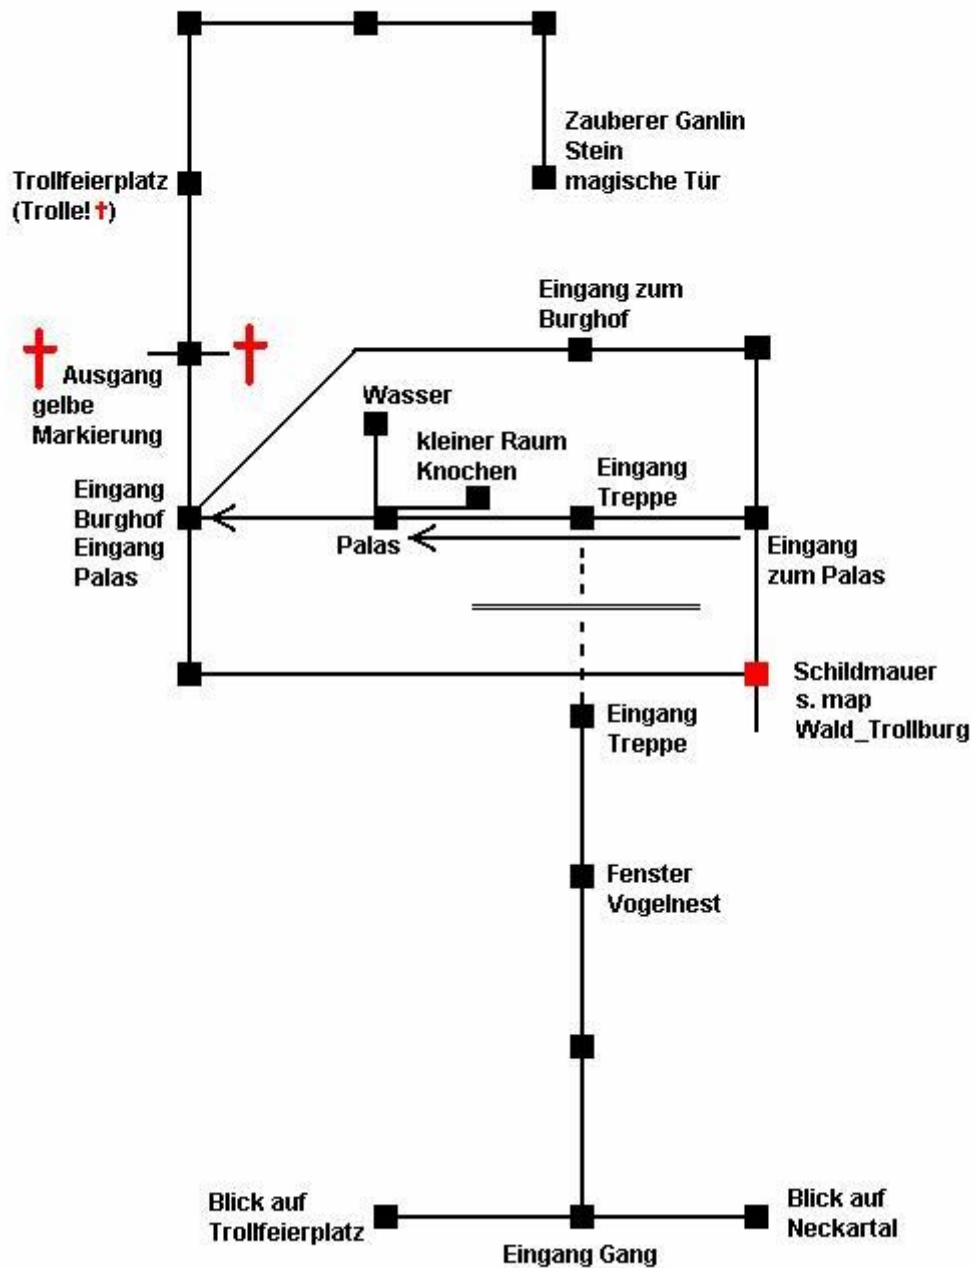 Zauberer Ganlin
Stein
magische Tür
Trollfeierplatz
(Trolle!✝)
Eingang zum
Burghof
Ausgang
gelbe
Markierung
Wasser
kleiner Raum
Knochen
Eingang
Treppe
Eingang
Burghof
Eingang
Palas
Palas
Eingang
zum Palas
Schildmauer
s. map
Wald_Trollburg
Eingang
Treppe
Fenster
Vogelnest
Blick auf
Trollfeierplatz
Eingang Gang
Blick auf
Neckartal